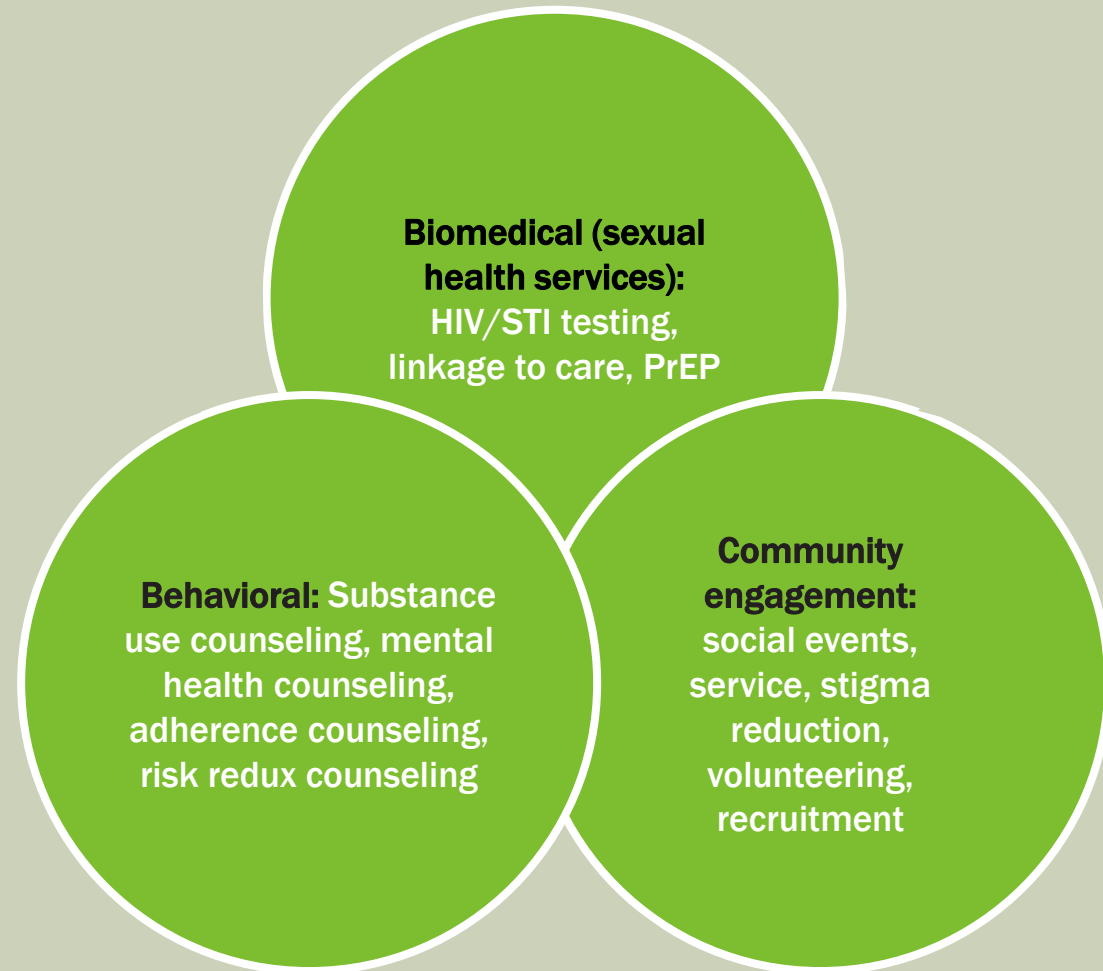 Biomedical (sexual
health services):
HIV/STI testing,
linkage to care, PrEP
Behavioral: Substance
use counseling, mental
health counseling,
adherence counseling,
risk redux counseling
Community
engagement:
social events,
service, stigma
reduction,
volunteering,
recruitment